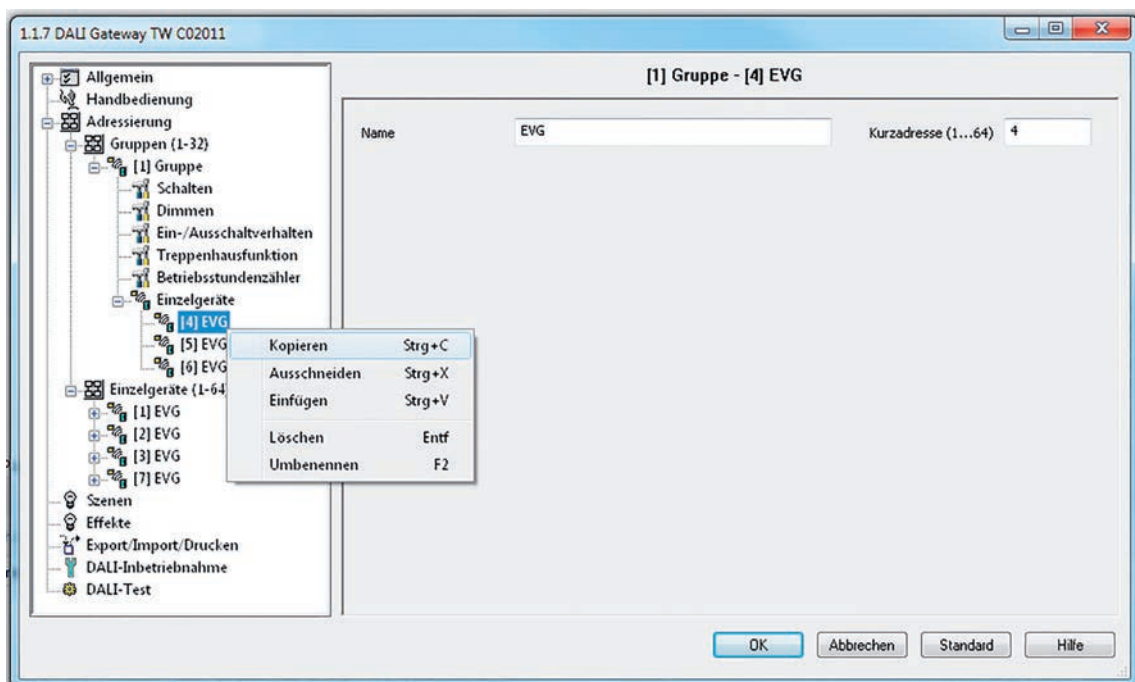 1.1.7 DALI Gateway TW C02011
Allgemein
Handbedienung
Adressierung
Gruppen (1-32)
[1] Gruppe
Schalten
Dimmen
Ein-/Ausschaltverhalten
Treppenhausfunktion
Betriebsstundenzähler
Einzelgeräte
[4] EVG
[5] EVG
[6] EVG
Einzelgeräte (1-64)
[1] EVG
[2] EVG
[3] EVG
[7] EVG
Szenen
Effekte
Export/Import/Drucken
DALI-Inbetriebnahme
DALI-Test
[1] Gruppe - [4] EVG
Name EVG Kurzadresse (1...64) 4
Kopieren Strg+C
Ausschneiden Strg+X
Einfügen Strg+V
Löschen Entf
Umbenennen F2
OK Abbrechen Standard Hilfe